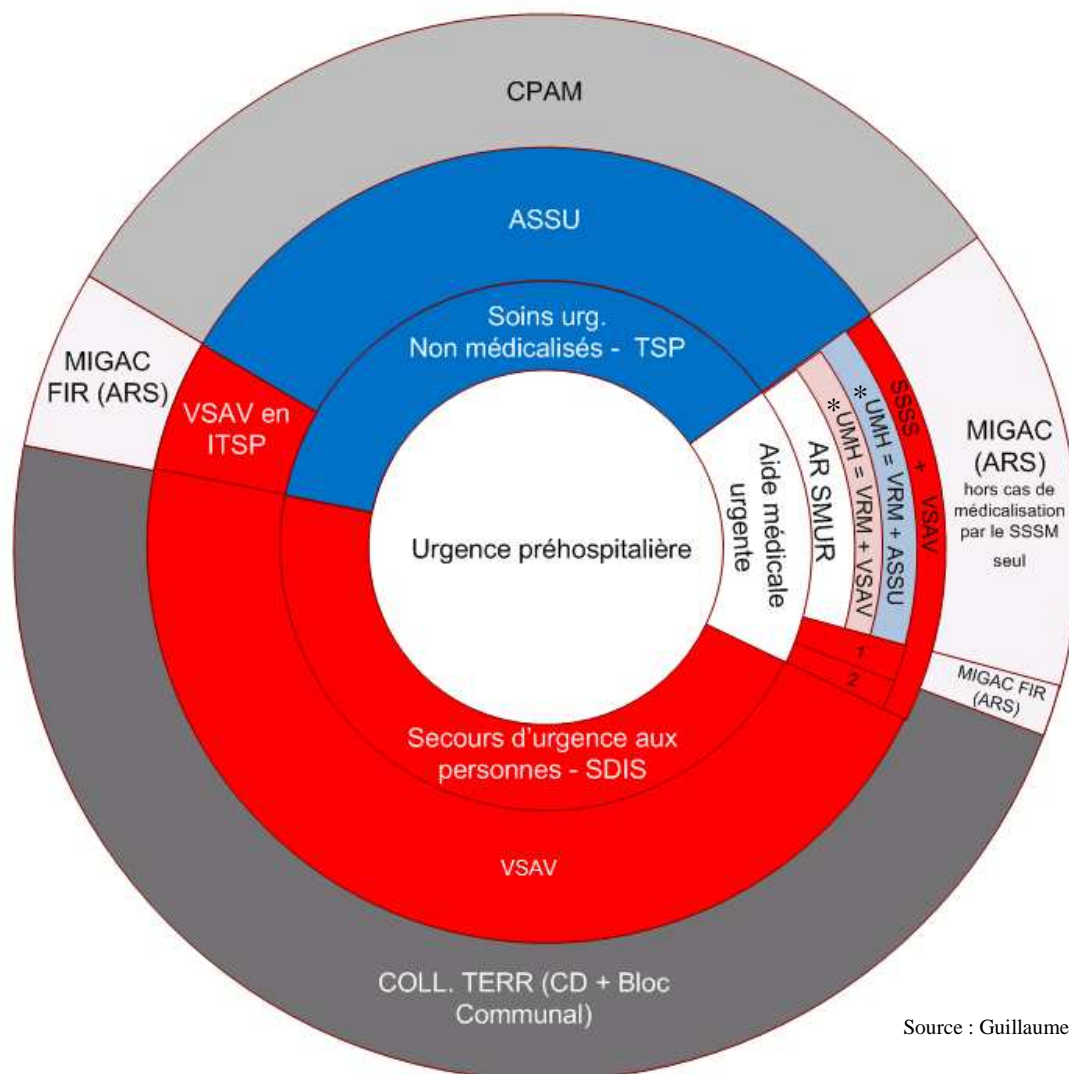 CPAM
ASSU
Soins urg.
Non médicalisés - TSP
MIGAC
FIR (ARS)
VSAV en
ITSP
Urgence préhospitalière
Aide médicale
urgente
AR SMUR
*UMH = VRM + VSAV
*UMH = VRM + ASSU
SSSS + VSAV
MIGAC
(ARS)
hors cas de
médicalisation
par le SSSM
seul
1
2
MIGAC FIR
(ARS)
Secours d'urgence aux
personnes - SDIS
VSAV
COLL. TERR (CD + Bloc
Communal)
Source : Guillaume